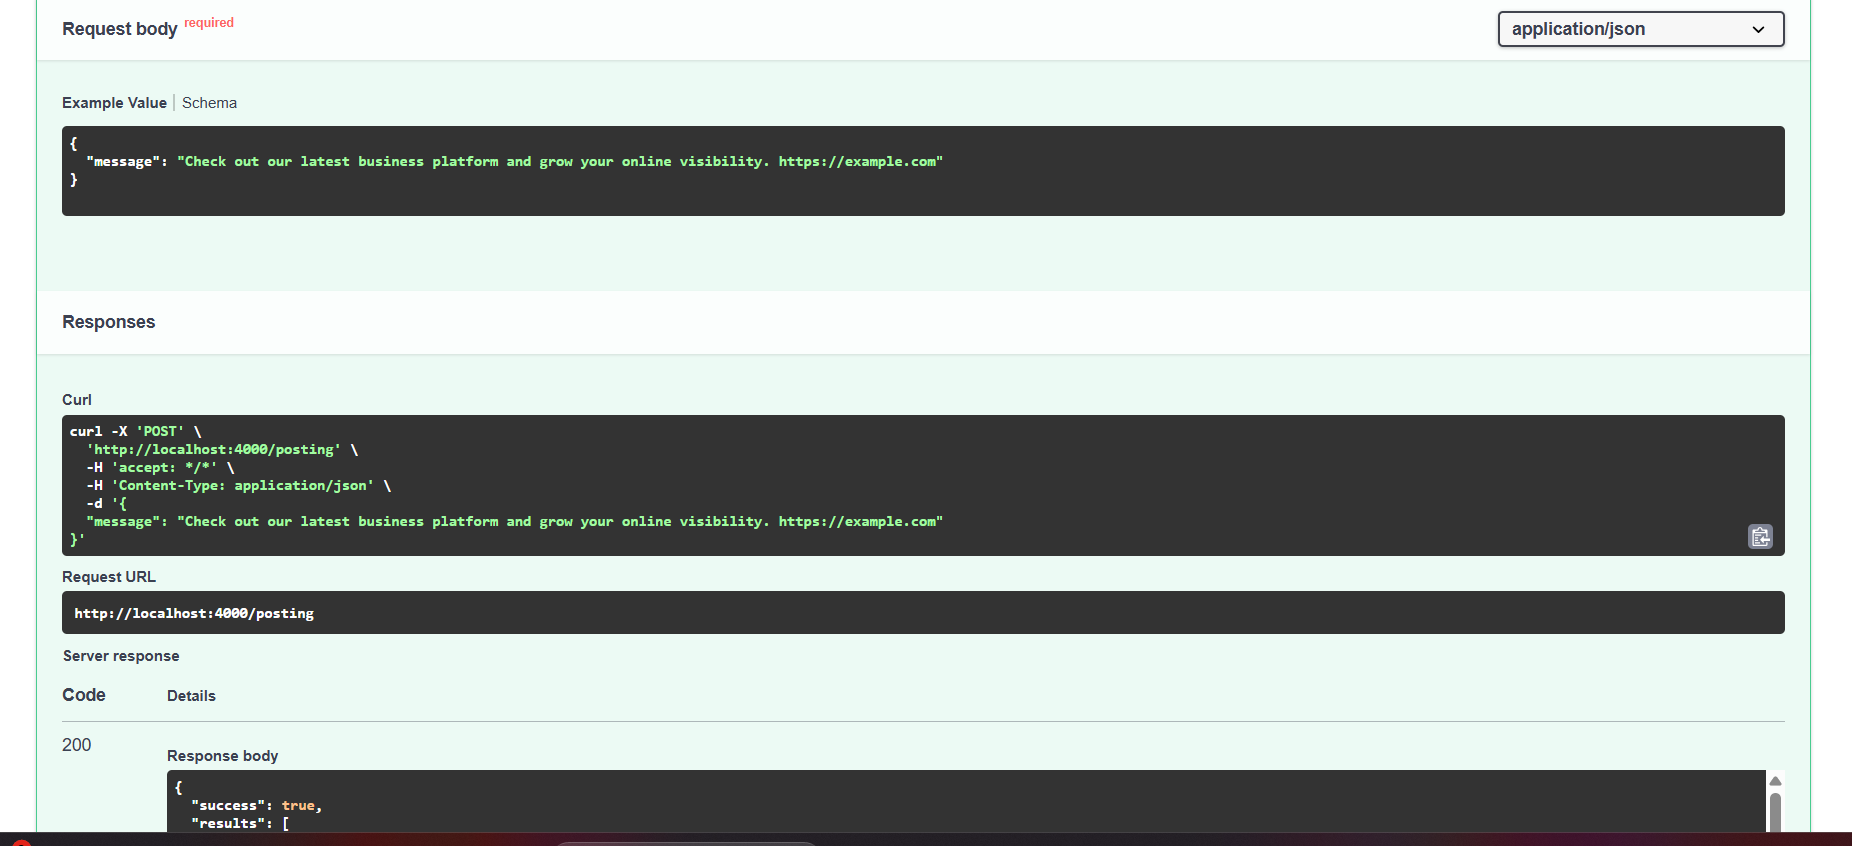 Request body required
application/json
Example Value | Schema
{
  "message": "Check out our latest business platform and grow your online visibility. https://example.com"
}
Responses
Curl
curl -X 'POST' \
  'http://localhost:4000/posting' \
  -H 'accept: */*' \
  -H 'Content-Type: application/json' \
  -d '{
  "message": "Check out our latest business platform and grow your online visibility. https://example.com"
}'
Request URL
http://localhost:4000/posting
Server response
Code Details
200
Response body
{
  "success": true,
  "results": [